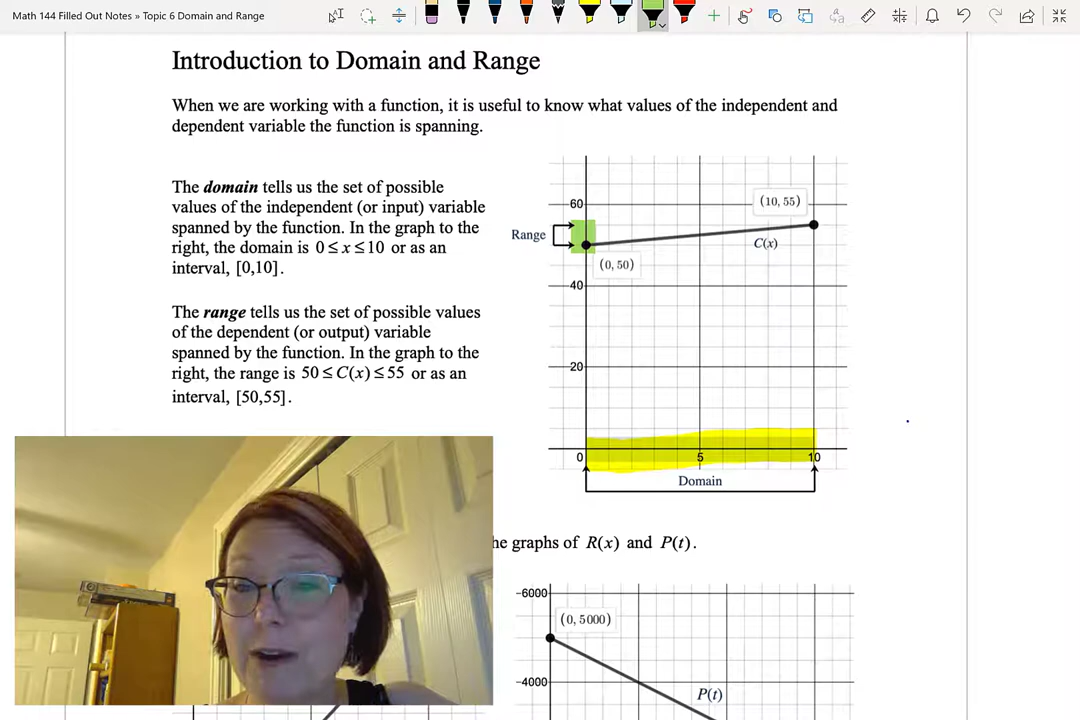 Math 144 Filled Out Notes » Topic 6 Domain and Range
Introduction to Domain and Range
When we are working with a function, it is useful to know what values of the independent and
dependent variable the function is spanning.
The domain tells us the set of possible
values of the independent (or input) variable
spanned by the function. In the graph to the
right, the domain is 0 ≤ x ≤ 10 or as an
interval, [0,10].
The range tells us the set of possible values
of the dependent (or output) variable
spanned by the function. In the graph to the
right, the range is 50 ≤ C(x) ≤ 55 or as an
interval, [50,55].
60
(10, 55)
Range
C(x)
(0, 50)
40
20
0 5 10
Domain
he graphs of R(x) and P(t).
6000
(0, 5000)
4000
P(t)